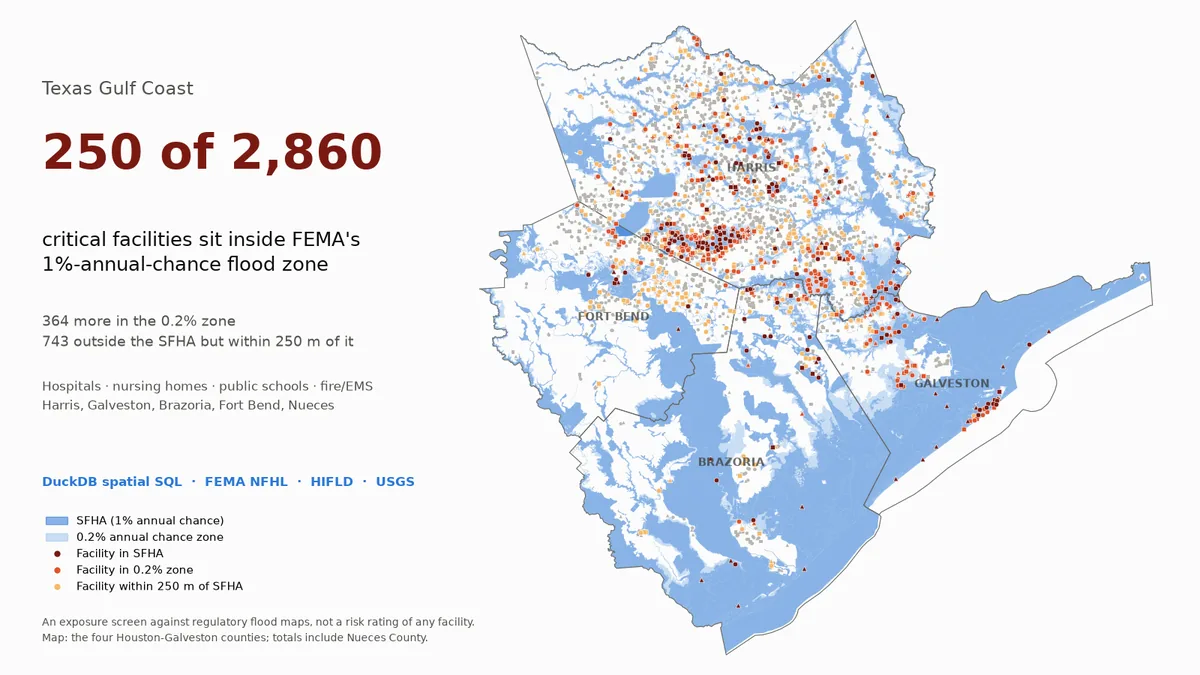 Texas Gulf Coast
250 of 2,860
critical facilities sit inside FEMA's
1%-annual-chance flood zone
364 more in the 0.2% zone
743 outside the SFHA but within 250 m of it
Hospitals · nursing homes · public schools · fire/EMS
Harris, Galveston, Brazoria, Fort Bend, Nueces
DuckDB spatial SQL · FEMA NFHL · HIFLD · USGS
SFHA (1% annual chance)
0.2% annual chance zone
Facility in SFHA
Facility in 0.2% zone
Facility within 250 m of SFHA
An exposure screen against regulatory flood maps, not a risk rating of any facility.
Map: the four Houston-Galveston counties; totals include Nueces County.
HARRIS
FORT BEND
GALVESTON
BRAZORIA